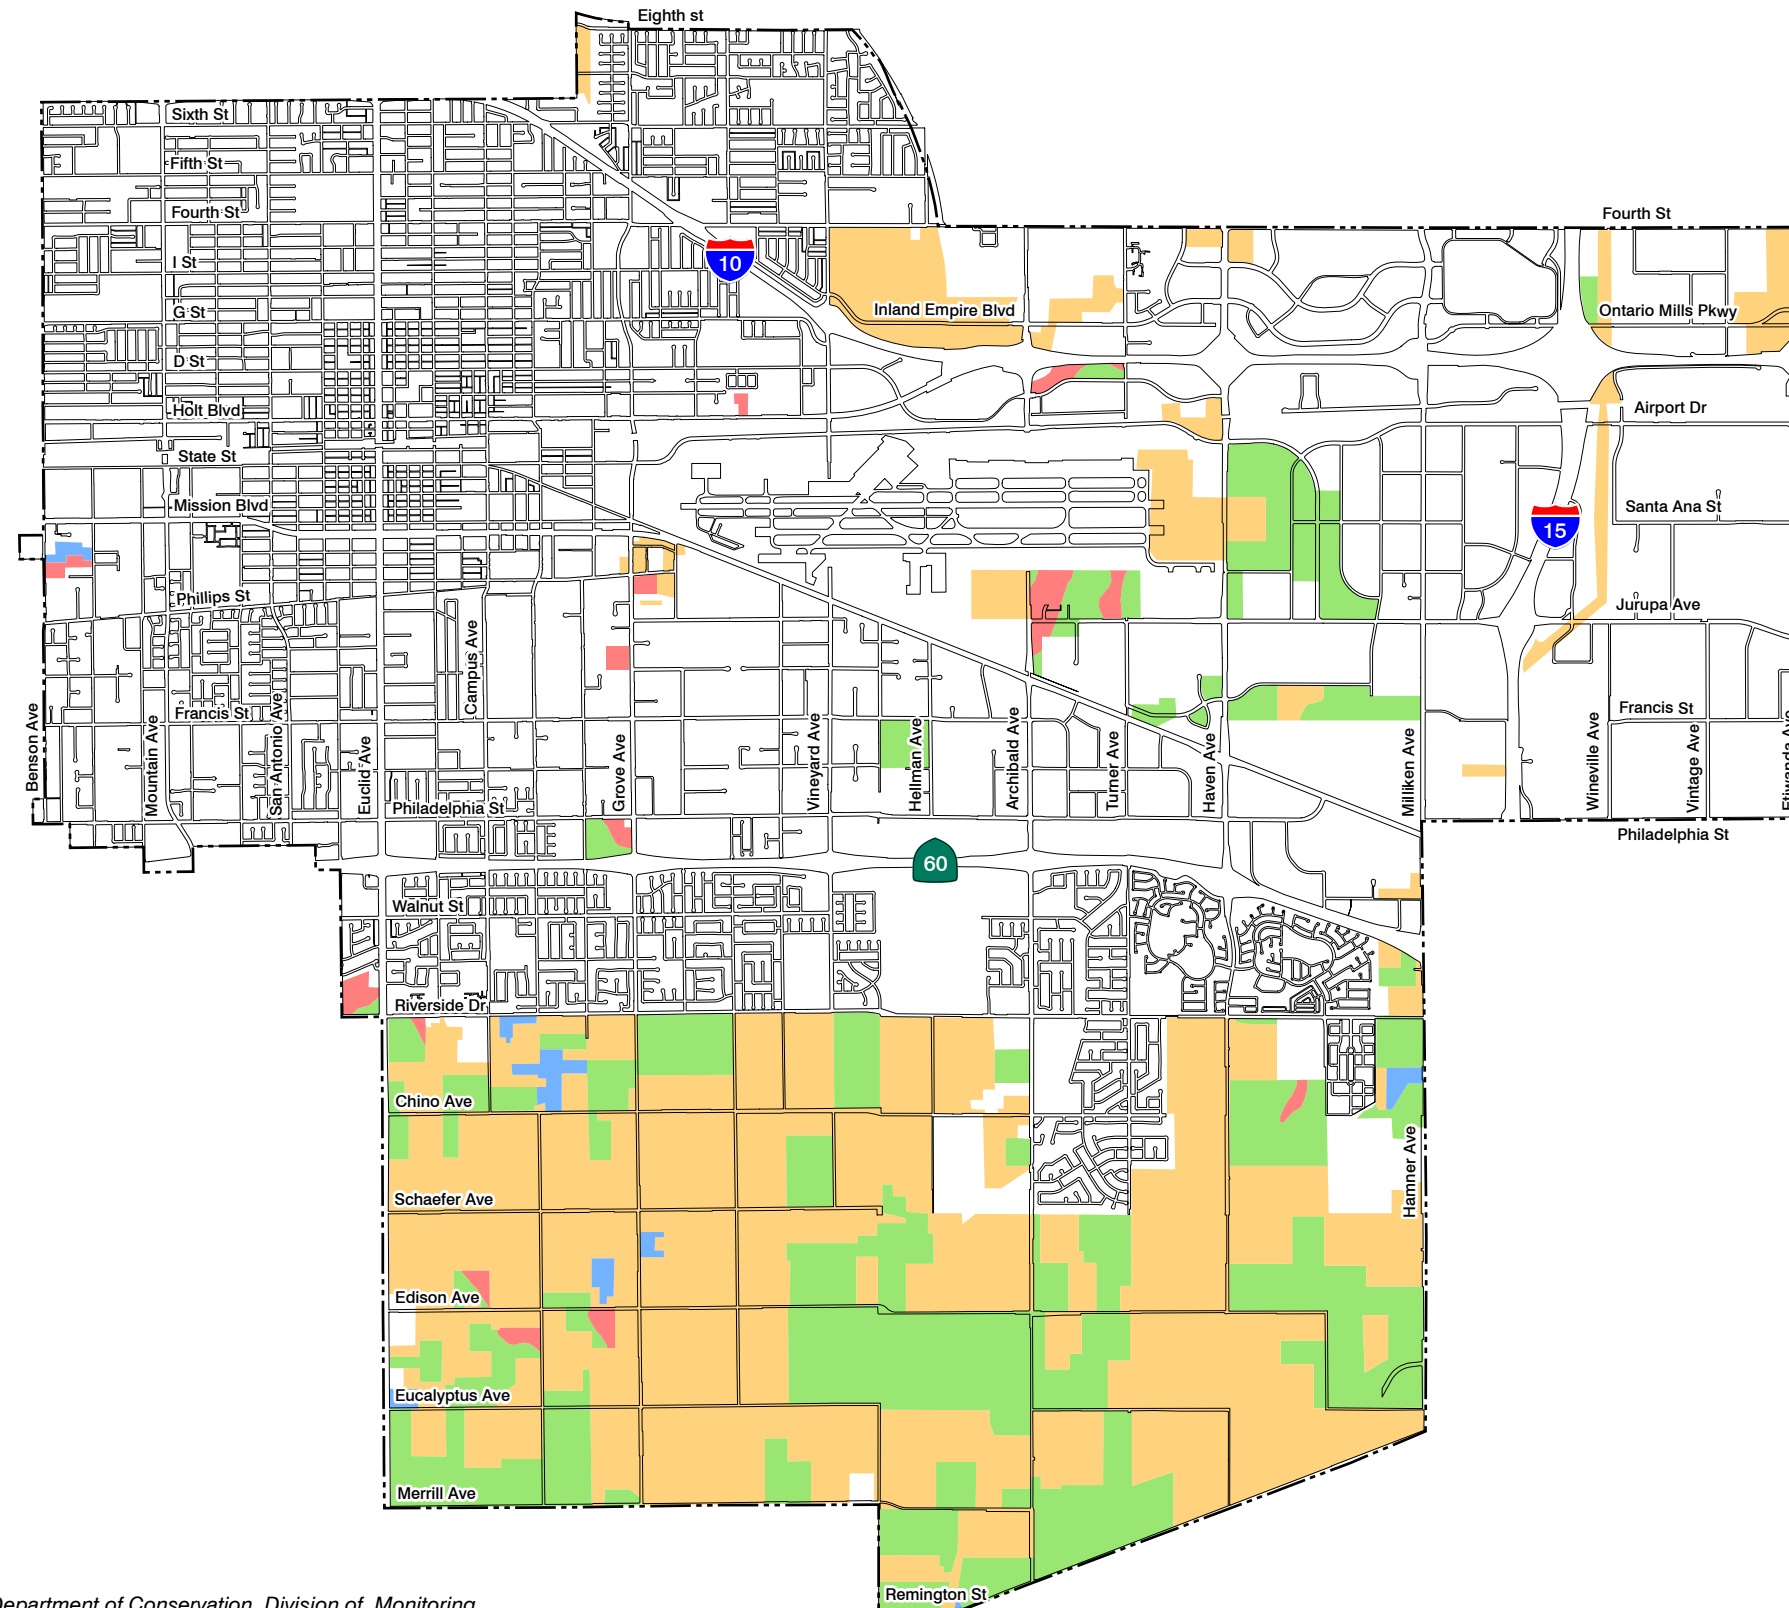 Eighth st
Sixth St
Fifth St
Fourth St
Fourth St
I St
10
G St
Inland Empire Blvd
Ontario Mills Pkwy
D St
Holt Blvd
Airport Dr
State St
Mission Blvd
Santa Ana St
15
Phillips St
Jurupa Ave
Campus Ave
Francis St
Francis St
Benson Ave
Mountain Ave
San Antonio Ave
Euclid Ave
Grove Ave
Vineyard Ave
Hellman Ave
Archibald Ave
Turner Ave
Haven Ave
Milliken Ave
Wineville Ave
Vintage Ave
Etiwanda Ave
Philadelphia St
Philadelphia St
60
Walnut St
Riverside Dr
Chino Ave
Hamner Ave
Schaefer Ave
Edison Ave
Eucalyptus Ave
Merrill Ave
Remington St
Department of Conservation, Division of Monitoring